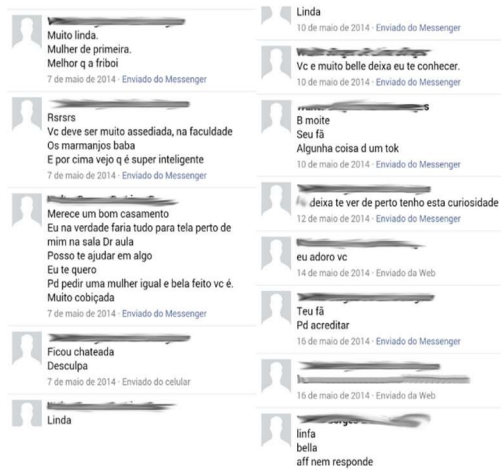 Muito linda.
Mulher de primeira.
Melhor q a friboi
7 de maio de 2014 · Enviado do Messenger
Rsrsrs
Vc deve ser muito assediada, na faculdade
Os marmanjos baba
E por cima vejo q é super inteligente
7 de maio de 2014 · Enviado do Messenger
Merece um bom casamento
Eu na verdade faria tudo para tela perto de
mim na sala Dr aula
Posso te ajudar em algo
Eu te quero
Pd pedir uma mulher igual e bela feito vc é.
Muito cobiçada
7 de maio de 2014 · Enviado do Messenger
Ficou chateada
Desculpa
7 de maio de 2014 · Enviado do celular
Linda
Linda
10 de maio de 2014 · Enviado do Messenger
Vc e muito belle deixa eu te conhecer.
10 de maio de 2014 · Enviado do Messenger
B moite
Seu fã
Algunha coisa d um tok
10 de maio de 2014 · Enviado do Messenger
deixa te ver de perto tenho esta curiosidade
12 de maio de 2014 · Enviado do Messenger
eu adoro vc
14 de maio de 2014 · Enviado da Web
Teu fã
Pd acreditar
16 de maio de 2014 · Enviado do Messenger
16 de maio de 2014 · Enviado da Web
linfa
bella
aff nem responde